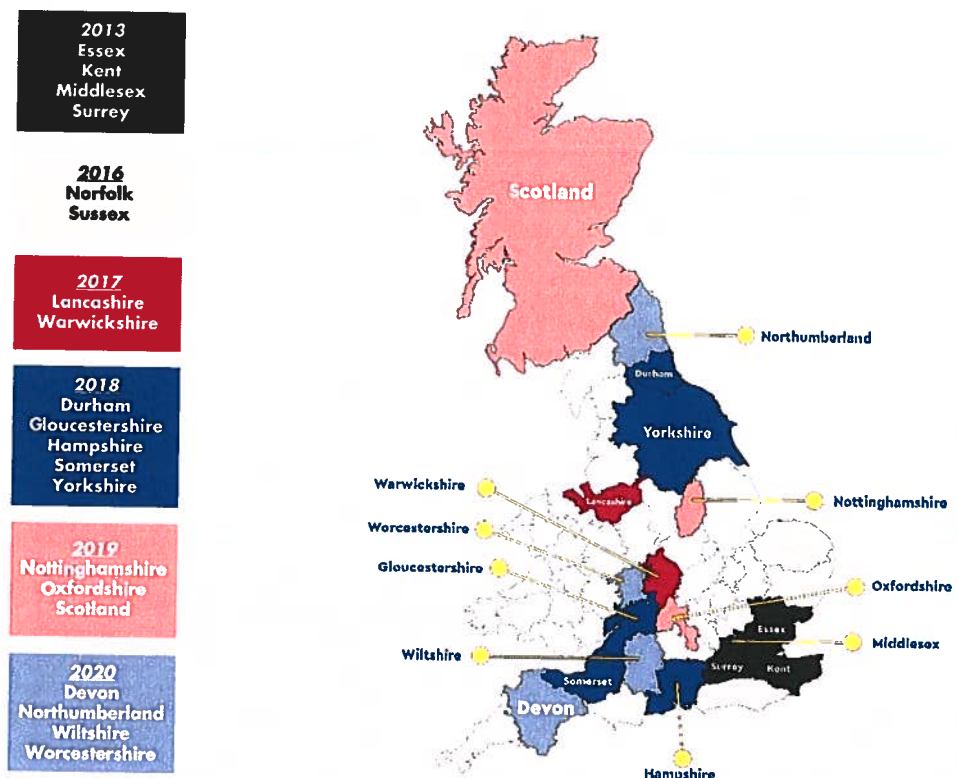 2013
Essex
Kent
Middlesex
Surrey
2016
Norfolk
Sussex
2017
Lancashire
Warwickshire
2018
Durham
Gloucestershire
Hampshire
Somerset
Yorkshire
2019
Nottinghamshire
Oxfordshire
Scotland
2020
Devon
Northumberland
Wiltshire
Worcestershire
Scotland
Northumberland
Durham
Yorkshire
Warwickshire
Lancashire
Nottinghamshire
Worcestershire
Gloucestershire
Oxfordshire
Essex
Middlesex
Wiltshire
Surrey
Kent
Somerset
Devon
Hampshire